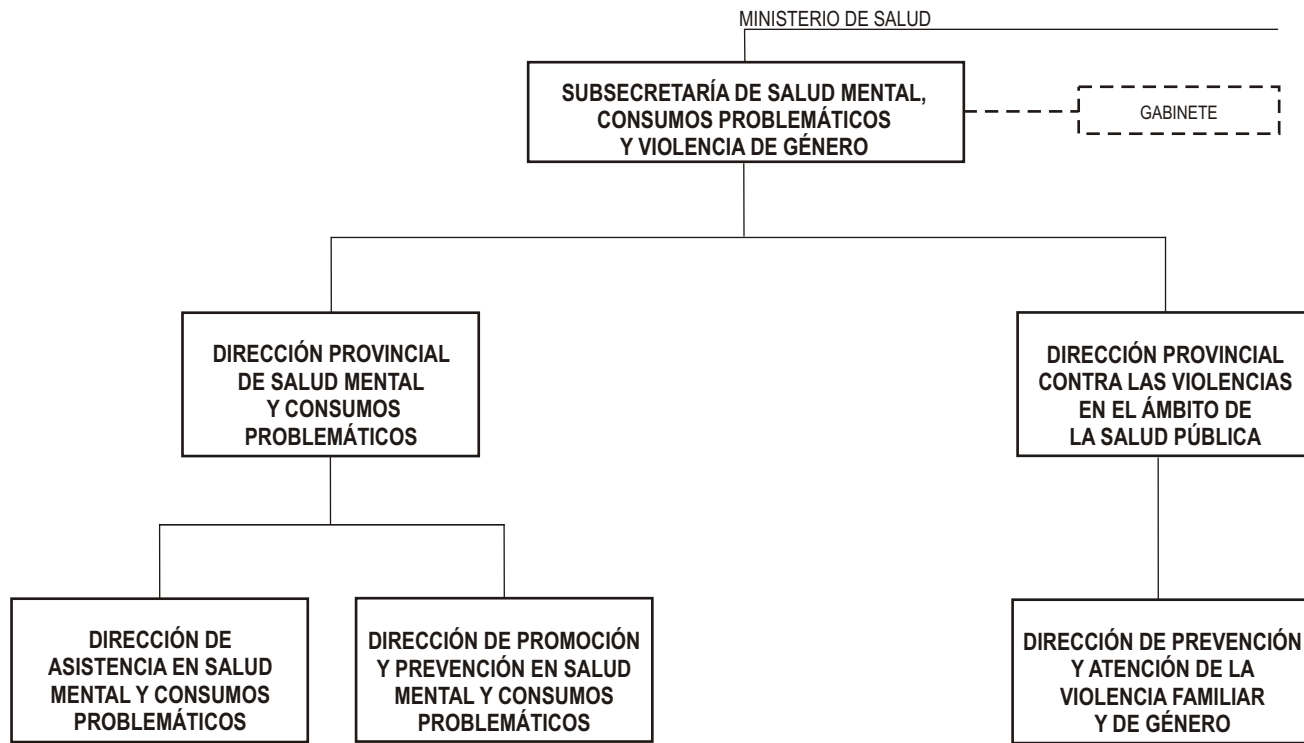 MINISTERIO DE SALUD
SUBSECRETARÍA DE SALUD MENTAL,
CONSUMOS PROBLEMÁTICOS
Y VIOLENCIA DE GÉNERO
GABINETE
DIRECCIÓN PROVINCIAL
DE SALUD MENTAL
Y CONSUMOS
PROBLEMÁTICOS
DIRECCIÓN PROVINCIAL
CONTRA LAS VIOLENCIAS
EN EL ÁMBITO DE
LA SALUD PÚBLICA
DIRECCIÓN DE
ASISTENCIA EN SALUD
MENTAL Y CONSUMOS
PROBLEMÁTICOS
DIRECCIÓN DE PROMOCIÓN
Y PREVENCIÓN EN SALUD
MENTAL Y CONSUMOS
PROBLEMÁTICOS
DIRECCIÓN DE PREVENCIÓN
Y ATENCIÓN DE LA
VIOLENCIA FAMILIAR
Y DE GÉNERO